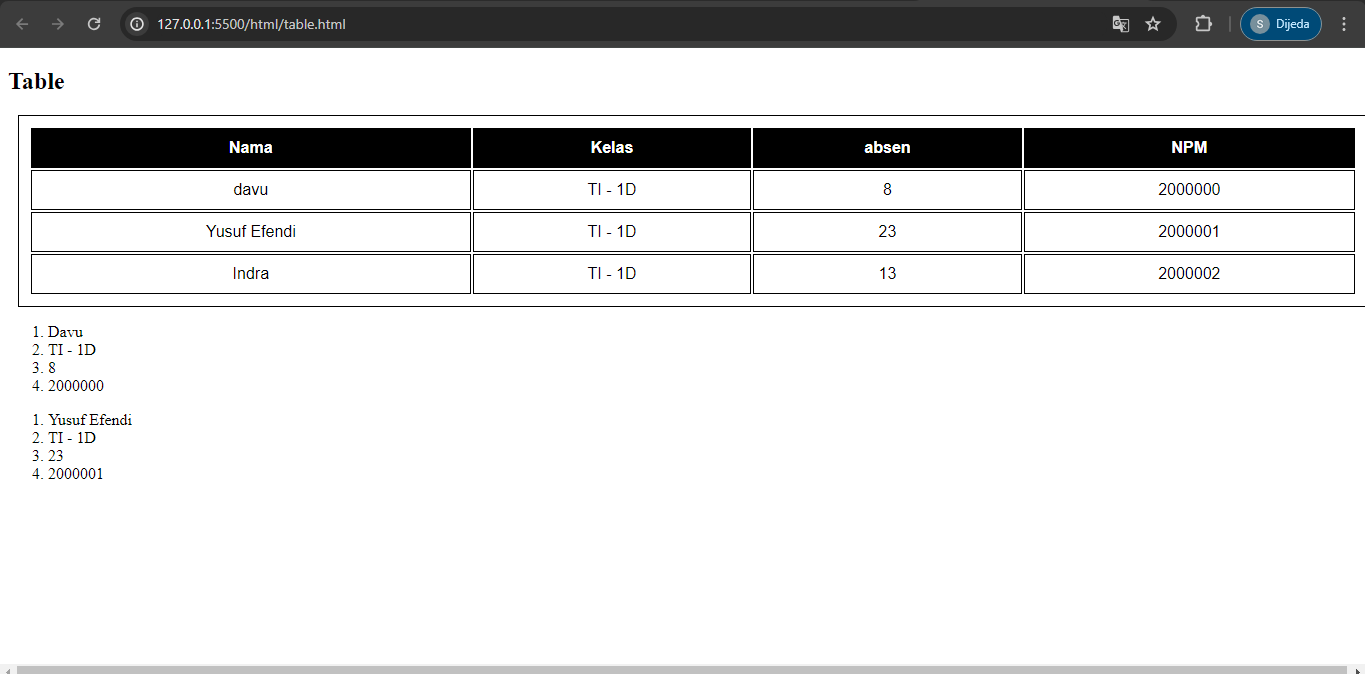 127.0.0.1:5500/html/table.html
S Dijeda
Table
Nama Kelas absen NPM
davu TI - 1D 8 2000000
Yusuf Efendi TI - 1D 23 2000001
Indra TI - 1D 13 2000002
1. Davu
2. TI - 1D
3. 8
4. 2000000
1. Yusuf Efendi
2. TI - 1D
3. 23
4. 2000001